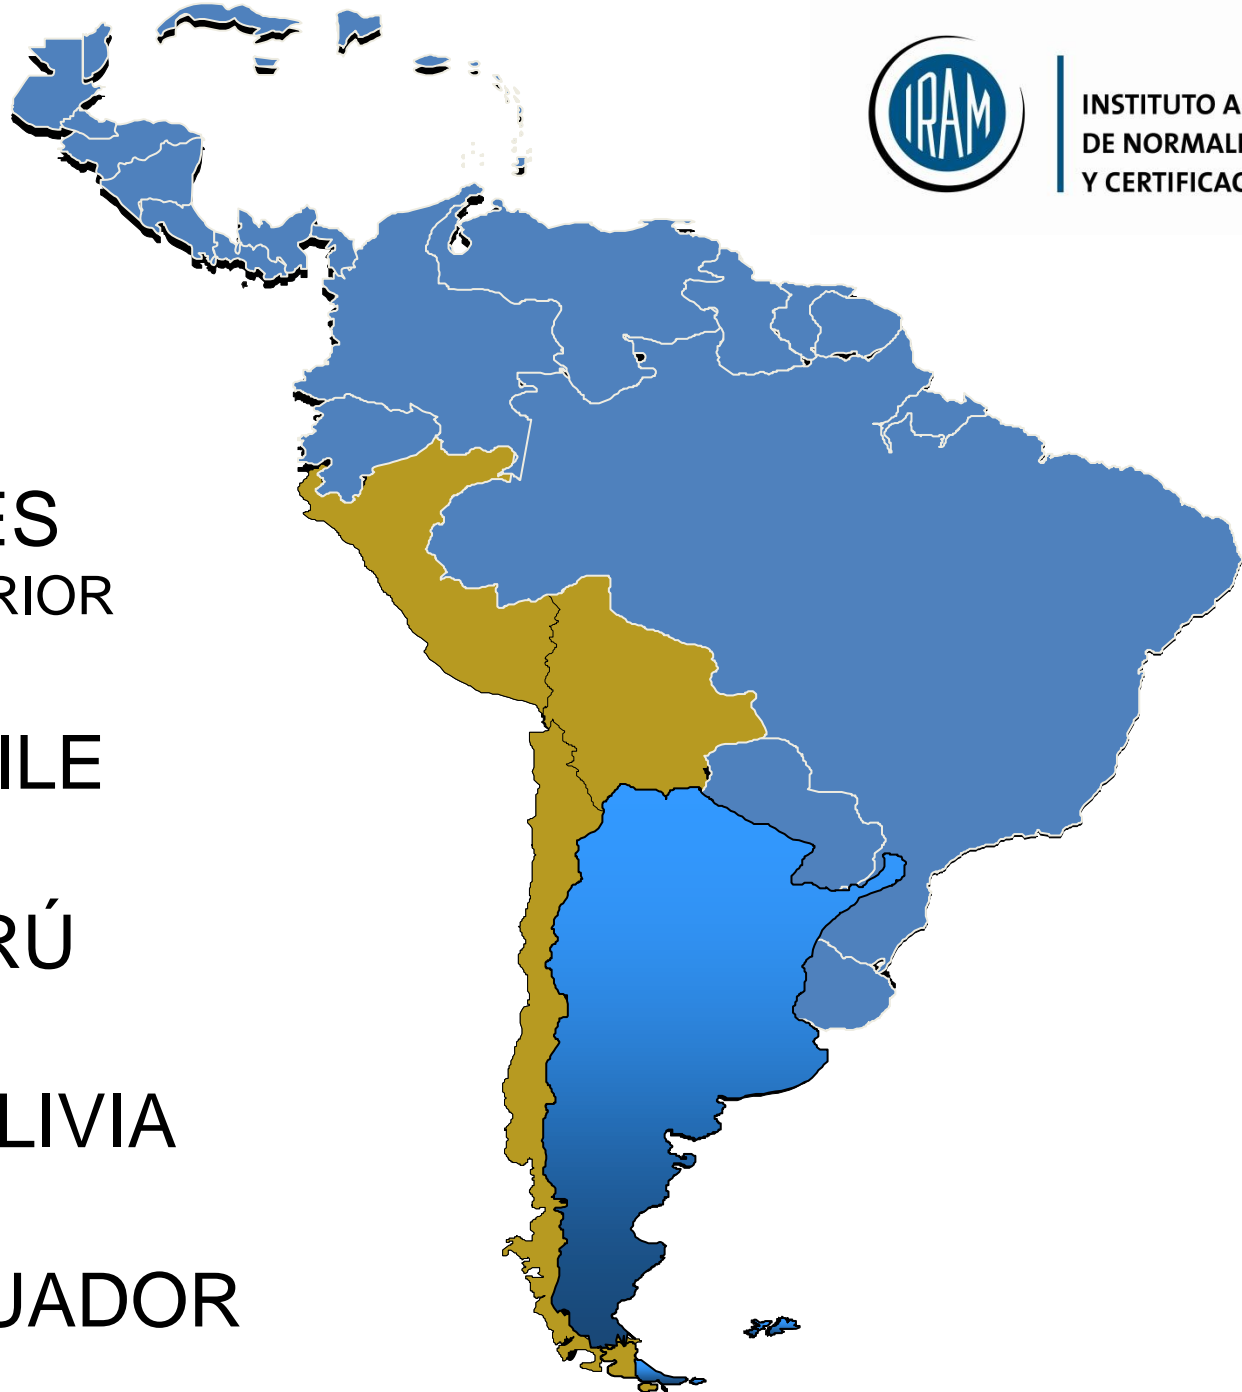 IRAM
INSTITUTO A
DE NORMALI
Y CERTIFICAC
ES
RIOR
ILE
RÚ
LIVIA
UADOR